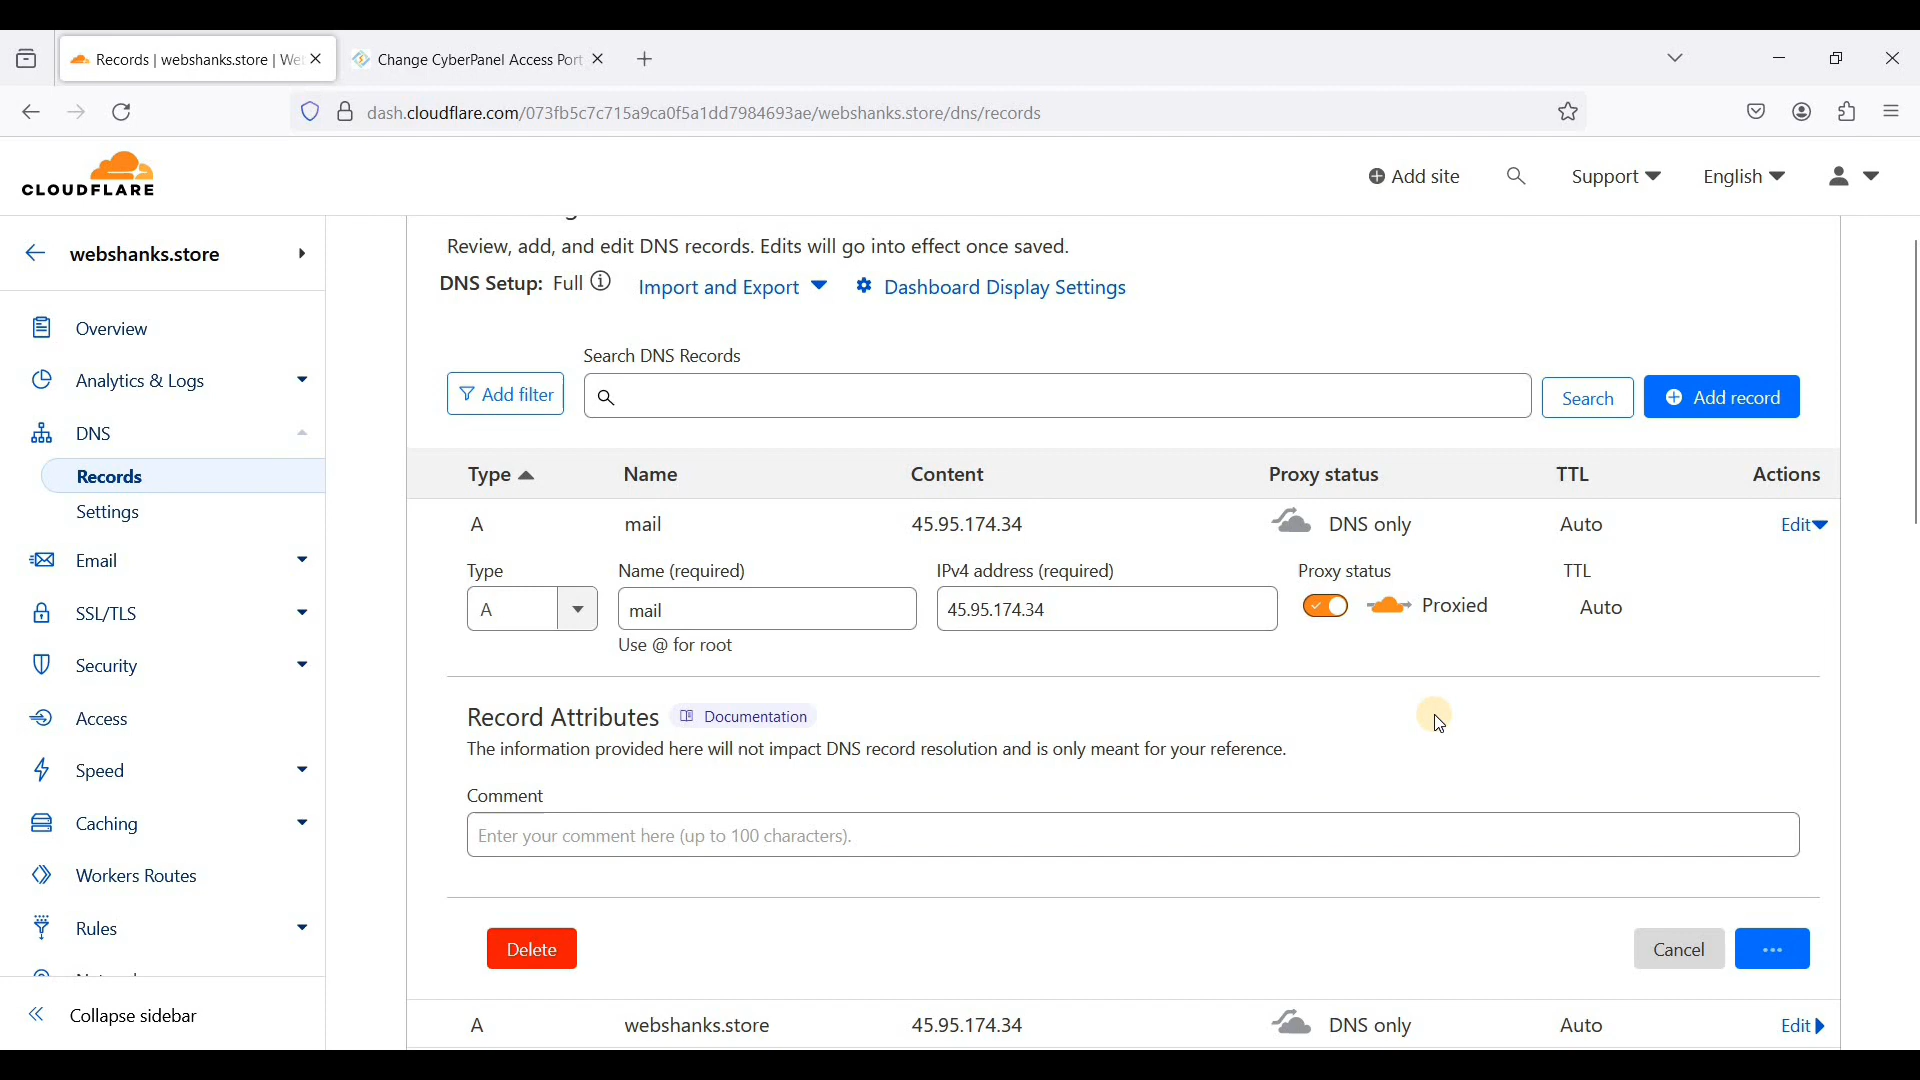 Records | webshanks.store | We
Change CyberPanel Access Port
dash.cloudflare.com/073fb5c7c715a9ca0f5a1dd7984693ae/webshanks.store/dns/records
CLOUDFLARE
Add site
Support
English
webshanks.store
Overview
Analytics & Logs
DNS
Records
Settings
Email
SSL/TLS
Security
Access
Speed
Caching
Workers Routes
Rules
Collapse sidebar
Review, add, and edit DNS records. Edits will go into effect once saved.
DNS Setup: Full
Import and Export
Dashboard Display Settings
Search DNS Records
Add filter
Search
Add record
Type Name Content Proxy status TTL Actions
A mail 45.95.174.34 DNS only Auto Edit
Type Name (required) IPv4 address (required) Proxy status TTL
A mail 45.95.174.34 Proxied Auto
Use @ for root
Record Attributes Documentation
The information provided here will not impact DNS record resolution and is only meant for your reference.
Comment
Enter your comment here (up to 100 characters).
Delete
Cancel
...
A webshanks.store 45.95.174.34 DNS only Auto Edit